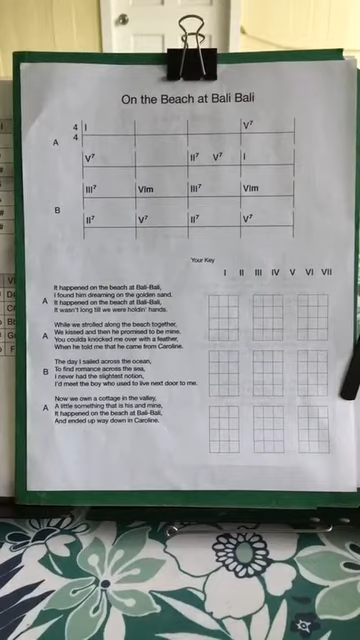 On the Beach at Bali Bali
4
4
I
V7
A
V7
II7 V7
I
III7
VIm
III7
VIm
B
II7
V7
II7
V7
Your Key
I II III IV V VI VII
It happened on the beach at Bali-Bali,
A
I found him dreaming on the golden sand.
It happened on the beach at Bali-Bali,
It wasn't long till we were holdin' hands.
While we strolled along the beach together,
We kissed and then he promised to be mine.
A
You coulda knocked me over with a feather,
When he told me that he came from Caroline.
The day I sailed across the ocean,
To find romance across the sea,
B
I never had the slightest notion,
I'd meet the boy who used to live next door to me.
Now we own a cottage in the valley,
A
A little something that is his and mine,
It happened on the beach at Bali-Bali,
And ended up way down in Caroline.